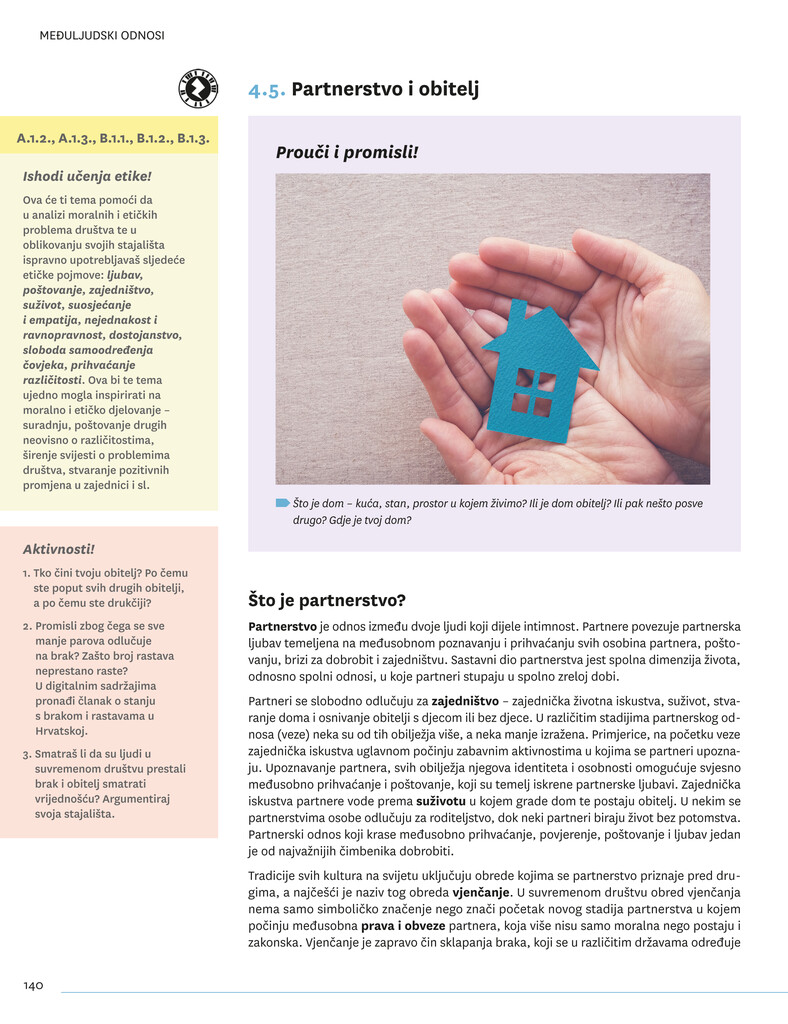 MEĐULJUDSKI ODNOSI
4.5. Partnerstvo i obitelj
A.1.2., A.1.3., B.1.1., B.1.2., B.1.3.
Ishodi učenja etike!
Ova će ti tema pomoći da
u analizi moralnih i etičkih
problema društva te u
oblikovanju svojih stajališta
ispravno upotrebljavaš sljedeće
etičke pojmove: ljubav,
poštovanje, zajedništvo,
suživot, suosjećanje
i empatija, nejednakost i
ravnopravnost, dostojanstvo,
sloboda samoodređenja
čovjeka, prihvaćanje
različitosti. Ova bi te tema
ujedno mogla inspirirati na
moralno i etičko djelovanje –
suradnju, poštovanje drugih
neovisno o različitostima,
širenje svijesti o problemima
društva, stvaranje pozitivnih
promjena u zajednici i sl.
Aktivnosti!
1. Tko čini tvoju obitelj? Po čemu
ste poput svih drugih obitelji,
a po čemu ste drukčiji?
2. Promisli zbog čega se sve
manje parova odlučuje
na brak? Zašto broj rastava
neprestano raste?
U digitalnim sadržajima
pronađi članak o stanju
s brakom i rastavama u
Hrvatskoj.
3. Smatraš li da su ljudi u
suvremenom društvu prestali
brak i obitelj smatrati
vrijednošću? Argumentiraj
svoja stajališta.
Prouči i promisli!
Što je dom – kuća, stan, prostor u kojem živimo? Ili je dom obitelj? Ili pak nešto posve
drugo? Gdje je tvoj dom?
Što je partnerstvo?
Partnerstvo je odnos između dvoje ljudi koji dijele intimnost. Partnere povezuje partnerska
ljubav temeljena na međusobnom poznavanju i prihvaćanju svih osobina partnera, pošto-
vanju, brizi za dobrobit i zajedništvu. Sastavni dio partnerstva jest spolna dimenzija života,
odnosno spolni odnosi, u koje partneri stupaju u spolno zreloj dobi.
Partneri se slobodno odlučuju za zajedništvo – zajednička životna iskustva, suživot, stva-
ranje doma i osnivanje obitelji s djecom ili bez djece. U različitim stadijima partnerskog od-
nosa (veze) neka su od tih obilježja više, a neka manje izražena. Primjerice, na početku veze
zajednička iskustva uglavnom počinju zabavnim aktivnostima u kojima se partneri upozna-
ju. Upoznavanje partnera, svih obilježja njegova identiteta i osobnosti omogućuje svjesno
međusobno prihvaćanje i poštovanje, koji su temelj iskrene partnerske ljubavi. Zajednička
iskustva partnere vode prema suživotu u kojem grade dom te postaju obitelj. U nekim se
partnerstvima osobe odlučuju za roditeljstvo, dok neki partneri biraju život bez potomstva.
Partnerski odnos koji krase međusobno prihvaćanje, povjerenje, poštovanje i ljubav jedan
je od najvažnijih čimbenika dobrobiti.
Tradicije svih kultura na svijetu uključuju obrede kojima se partnerstvo priznaje pred dru-
gima, a najčešći je naziv tog obreda vjenčanje. U suvremenom društvu obred vjenčanja
nema samo simboličko značenje nego znači početak novog stadija partnerstva u kojem
počinju međusobna prava i obveze partnera, koja više nisu samo moralna nego postaju i
zakonska. Vjenčanje je zapravo čin sklapanja braka, koji se u različitim državama određuje
140